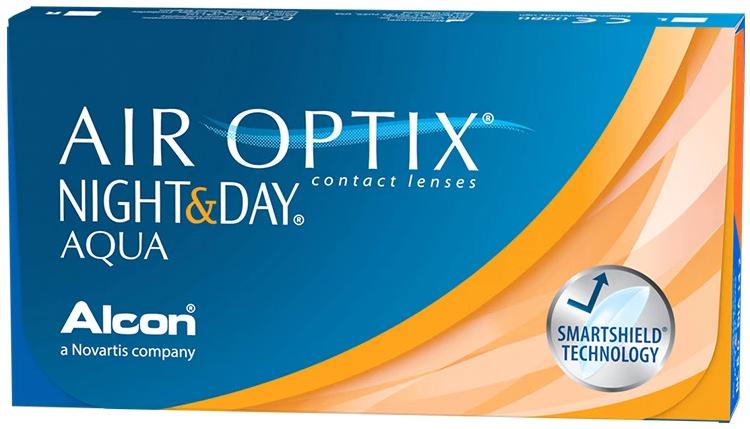 AIR OPTIX®
contact lenses
NIGHT&DAY®
AQUA
Alcon®
a Novartis company
SMARTSHIELD®
TECHNOLOGY